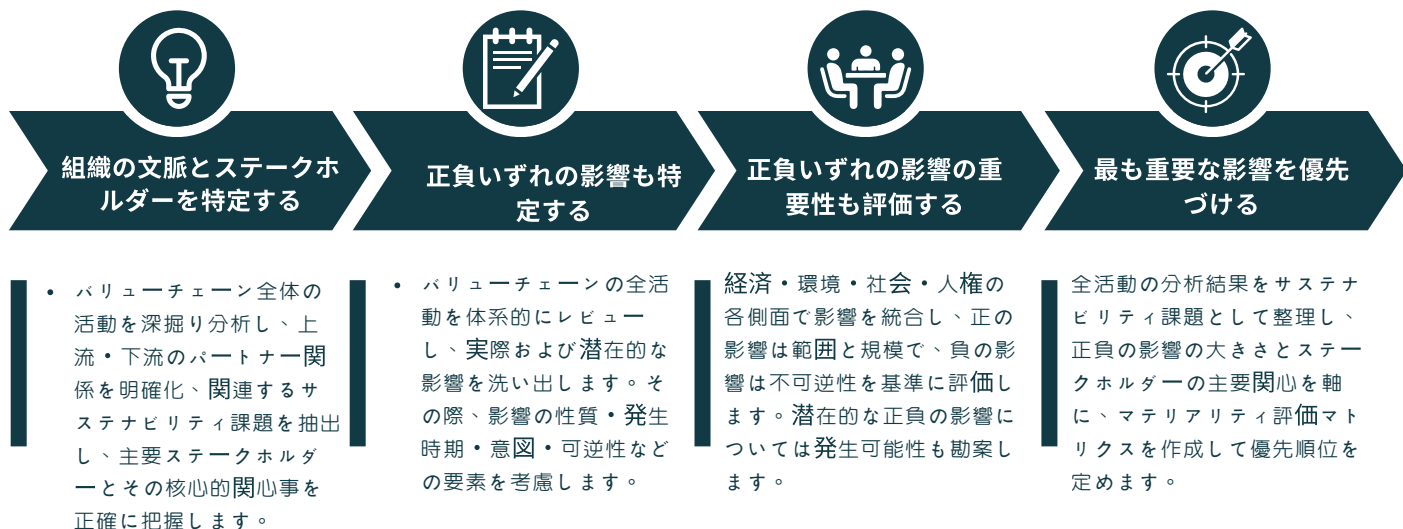 組織の文脈とステークホ
ルダーを特定する
正負いずれの影響も特
定する
正負いずれの影響の重
要性も評価する
最も重要な影響を優先
づける
• バリューチェーン全体の
活動を深掘り分析し、上
流・下流のパートナー関
係を明確化、関連するサ
ステナビリティ課題を抽出
し、主要ステークホルダ
ーとその核心的関心事を
正確に把握します。
• バリューチェーンの全活
動を体系的にレビュー
し、実際および潜在的な
影響を洗い出します。そ
の際、影響の性質・発生
時期・意図・可逆性など
の要素を考慮します。
経済・環境・社会・人権の
各側面で影響を統合し、正の
影響は範囲と規模で、負の影
響は不可逆性を基準に評価し
ます。潜在的な正負の影響に
ついては発生可能性も勘案し
ます。
全活動の分析結果をサステナ
ビリティ課題として整理し、
正負の影響の大きさとステー
クホルダーの主要関心を軸
に、マテリアリティ評価マト
リクスを作成して優先順位を
定めます。